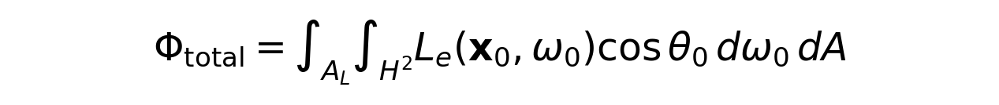 Φ_total = ∫_{A_L} ∫_{H²} L_e(𝐱₀, ω₀) cos θ₀ dω₀ dA